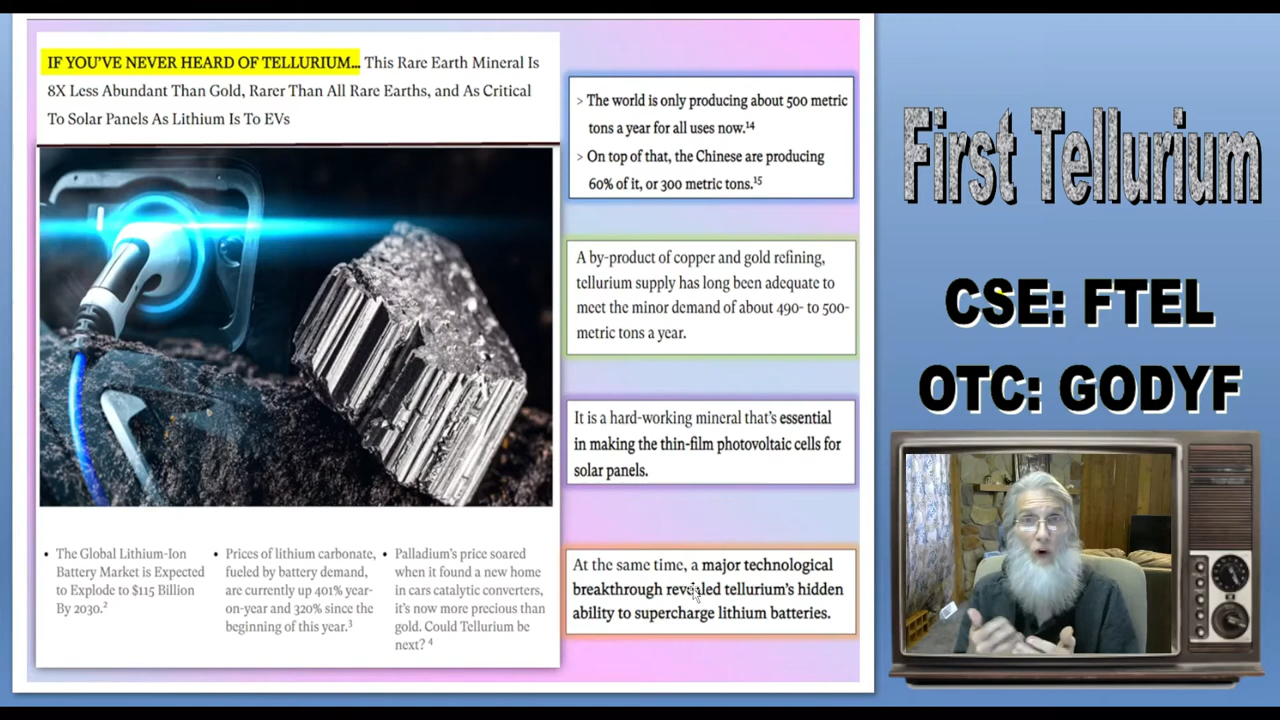 IF YOU'VE NEVER HEARD OF TELLURIUM... This Rare Earth Mineral Is
8X Less Abundant Than Gold, Rarer Than All Rare Earths, and As Critical
To Solar Panels As Lithium Is To EVs
• The Global Lithium-Ion
Battery Market is Expected
to Explode to $115 Billion
By 2030.²
• Prices of lithium carbonate,
fueled by battery demand,
are currently up 401% year-
on-year and 320% since the
beginning of this year.³
• Palladium's price soared
when it found a new home
in cars catalytic converters,
it's now more precious than
gold. Could Tellurium be
next? ⁴
> The world is only producing about 500 metric
tons a year for all uses now.¹⁴
> On top of that, the Chinese are producing
60% of it, or 300 metric tons.¹⁵
A by-product of copper and gold refining,
tellurium supply has long been adequate to
meet the minor demand of about 490- to 500-
metric tons a year.
It is a hard-working mineral that's essential
in making the thin-film photovoltaic cells for
solar panels.
At the same time, a major technological
breakthrough revealed tellurium's hidden
ability to supercharge lithium batteries.
First Tellurium
CSE: FTEL
OTC: GODYF